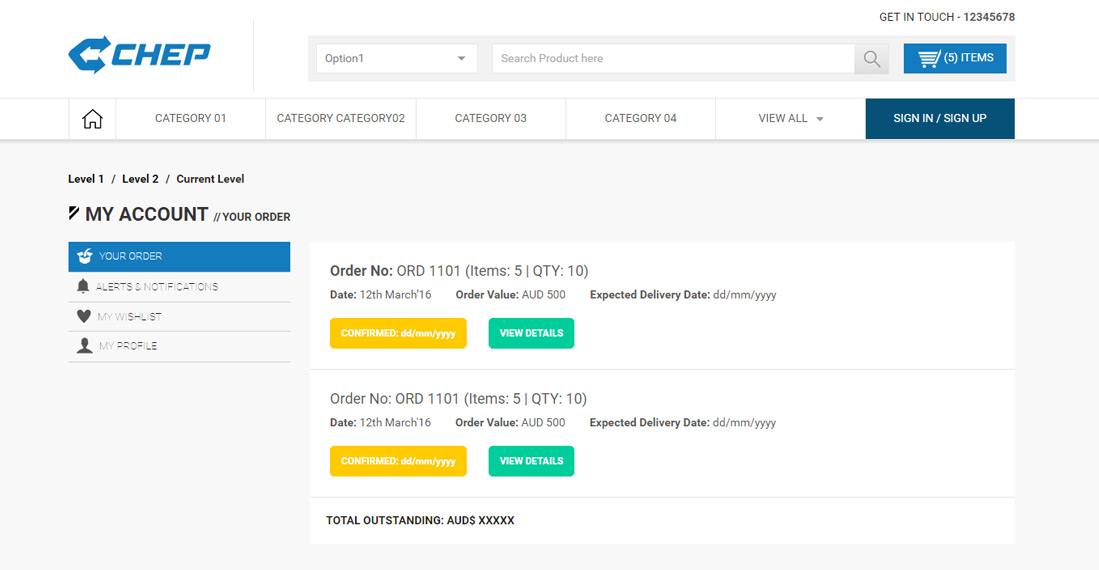 GET IN TOUCH - 12345678
CHEP
Option1
Search Product here
(5) ITEMS
CATEGORY 01
CATEGORY CATEGORY02
CATEGORY 03
CATEGORY 04
VIEW ALL
SIGN IN / SIGN UP
Level 1 / Level 2 / Current Level
MY ACCOUNT // YOUR ORDER
YOUR ORDER
ALERTS & NOTIFICATIONS
MY WISHLIST
MY PROFILE
Order No: ORD 1101 (Items: 5 | QTY: 10)
Date: 12th March'16 Order Value: AUD 500 Expected Delivery Date: dd/mm/yyyy
CONFIRMED: dd/mm/yyyy VIEW DETAILS
Order No: ORD 1101 (Items: 5 | QTY: 10)
Date: 12th March'16 Order Value: AUD 500 Expected Delivery Date: dd/mm/yyyy
CONFIRMED: dd/mm/yyyy VIEW DETAILS
TOTAL OUTSTANDING: AUD$ XXXXX